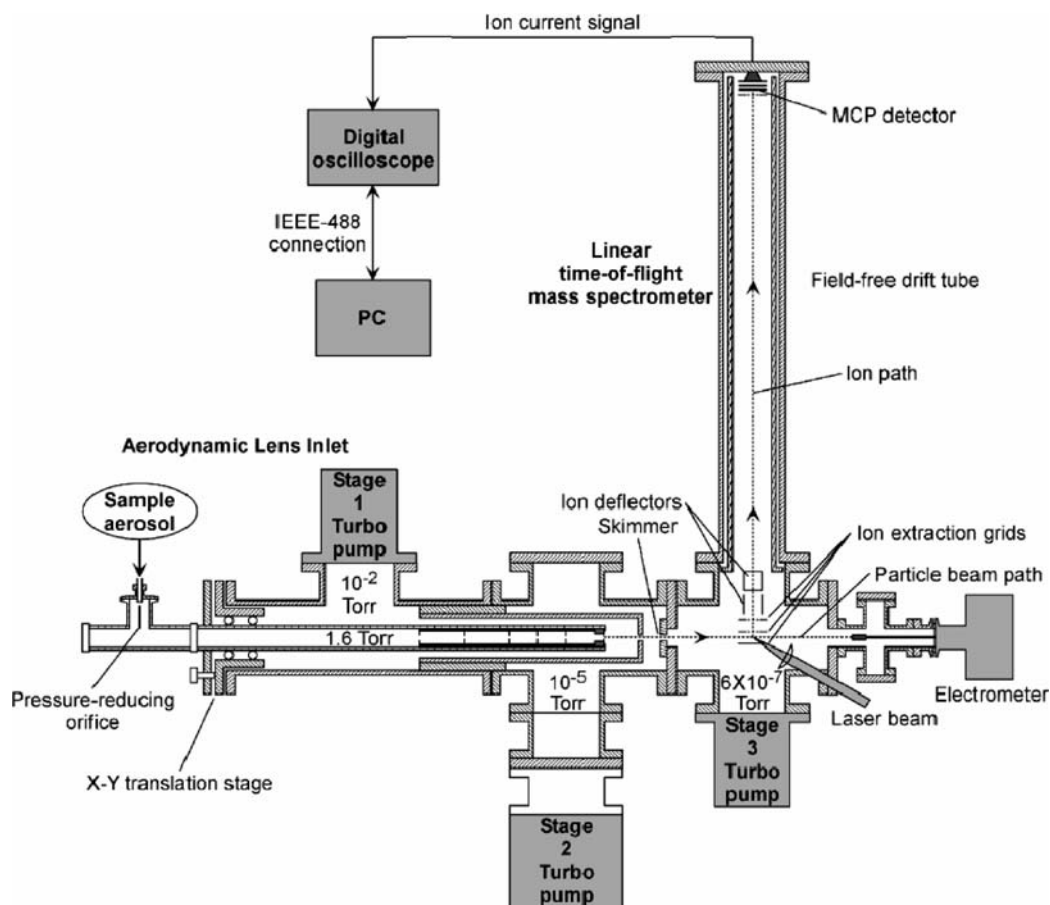 Ion current signal
MCP detector
Digital
oscilloscope
IEEE-488
connection
PC
Linear
time-of-flight
mass spectrometer
Field-free drift tube
Ion path
Aerodynamic Lens Inlet
Sample
aerosol
Stage
1
Turbo
pump
Ion deflectors
Skimmer
Ion extraction grids
Particle beam path
10-2
Torr
1.6 Torr
Pressure-reducing
orifice
X-Y translation stage
10-5
Torr
6X10-7
Torr
Laser beam
Electrometer
Stage
2
Turbo
pump
Stage
3
Turbo
pump